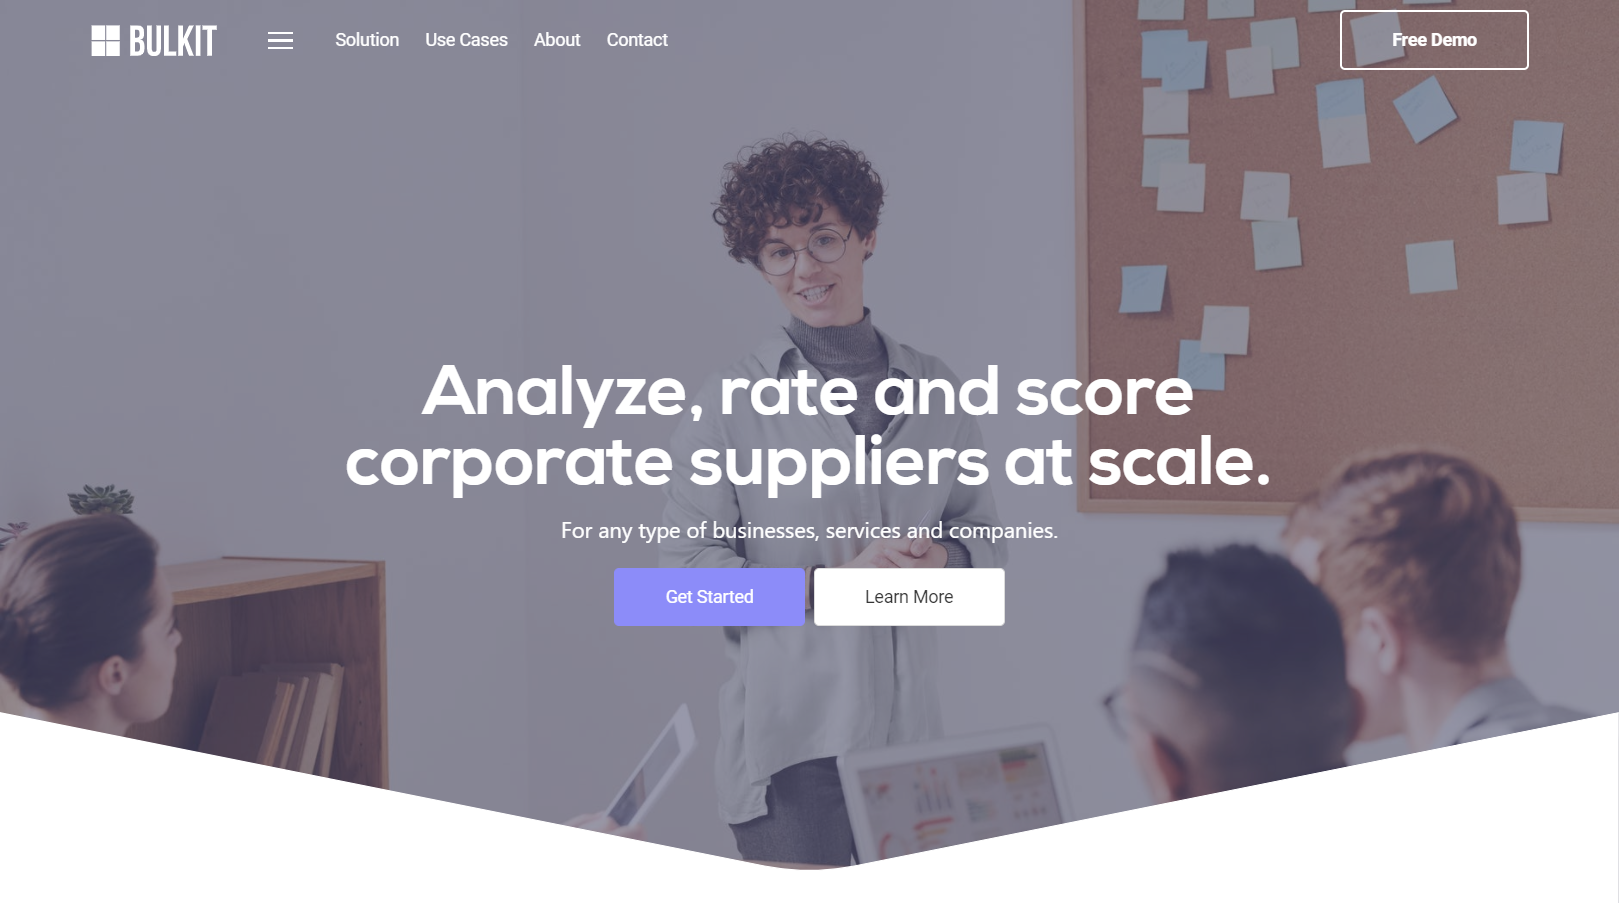 BULKIT
Solution
Use Cases
About
Contact
Free Demo
Analyze, rate and score
corporate suppliers at scale.
For any type of businesses, services and companies.
Get Started
Learn More